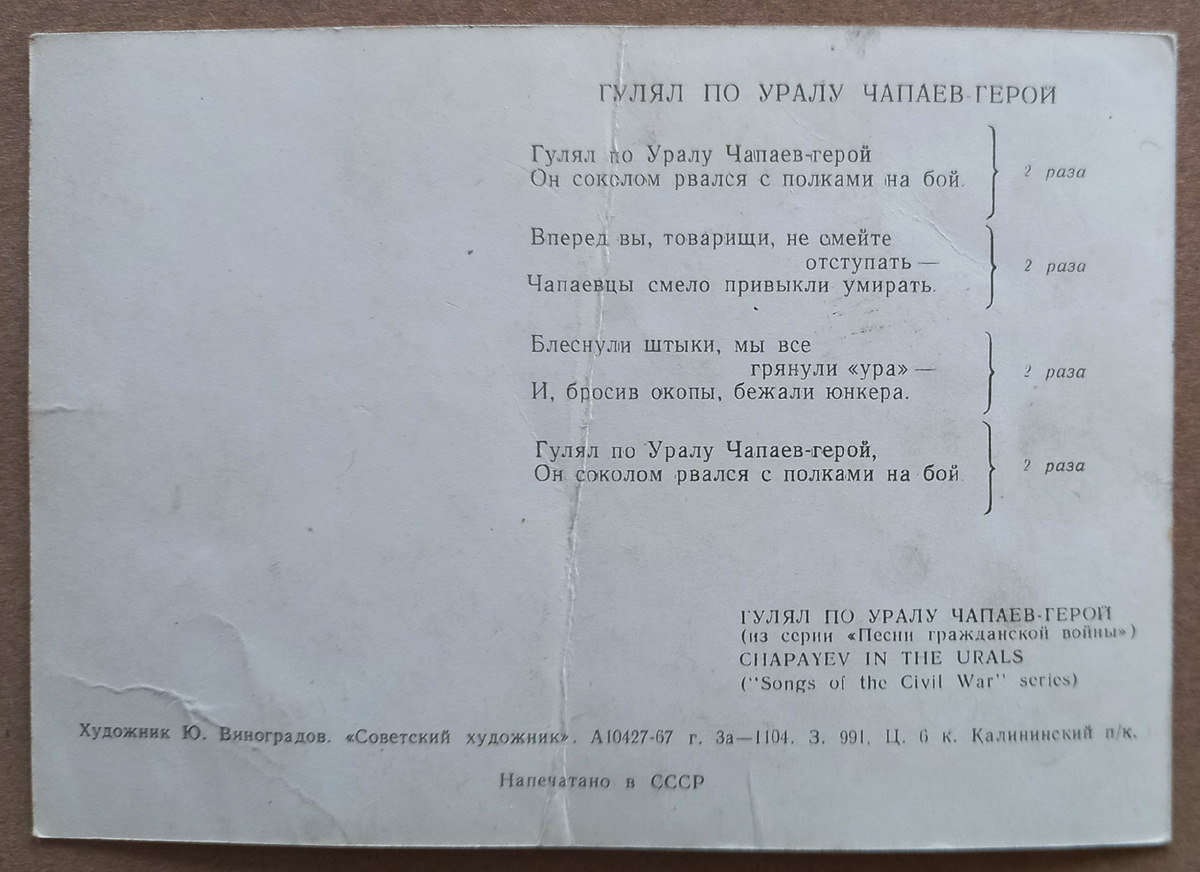 ГУЛЯЛ ПО УРАЛУ ЧАПАЕВ-ГЕРОЙ
Гулял по Уралу Чапаев-герой
Он соколом рвался с полками на бой.
2 раза
Вперед вы, товарищи, не смейте
отступать —
Чапаевцы смело привыкли умирать.
2 раза
Блеснули штыки, мы все
грянули «ура» —
И, бросив окопы, бежали юнкера.
2 раза
Гулял по Уралу Чапаев-герой,
Он соколом рвался с полками на бой
2 раза
ГУЛЯЛ ПО УРАЛУ ЧАПАЕВ-ГЕРОЙ
(из серии «Песни гражданской войны»)
CHAPAYEV IN THE URALS
("Songs of the Civil War" series)
Художник Ю. Виноградов. «Советский художник». А10427-67 г. За—1104. З. 991. Ц. 6 к. Калининский п/к.
Напечатано в СССР